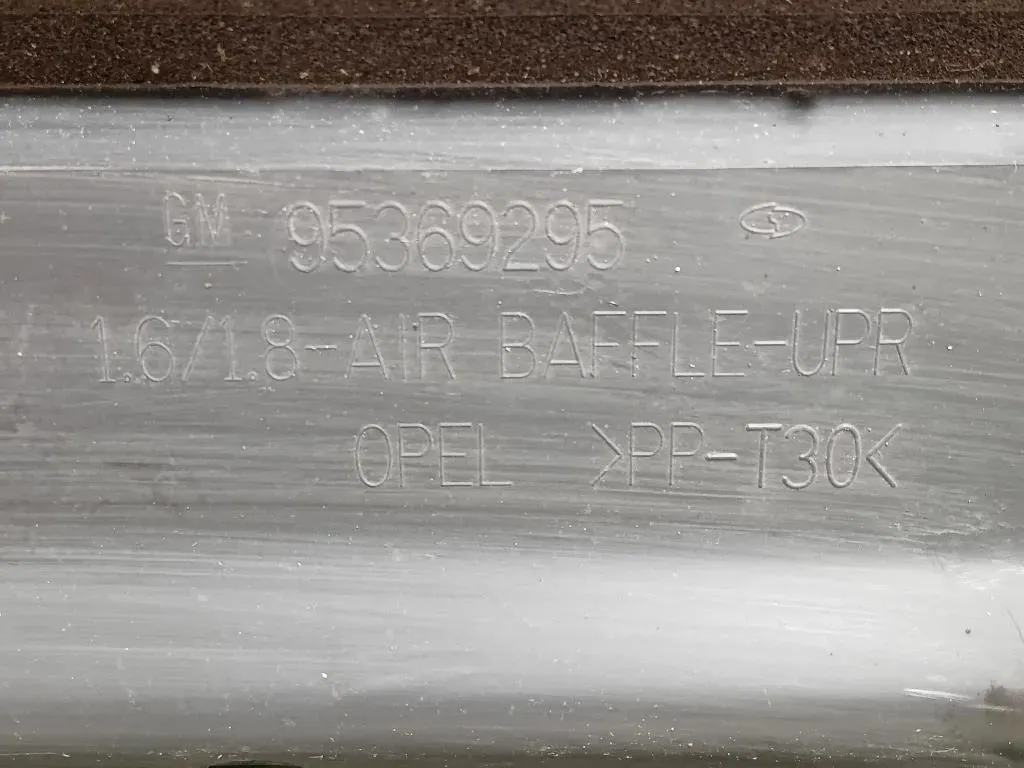 GM 95369295
1.6/1.8-AIR BAFFLE-UPR
OPEL >PP-T30<